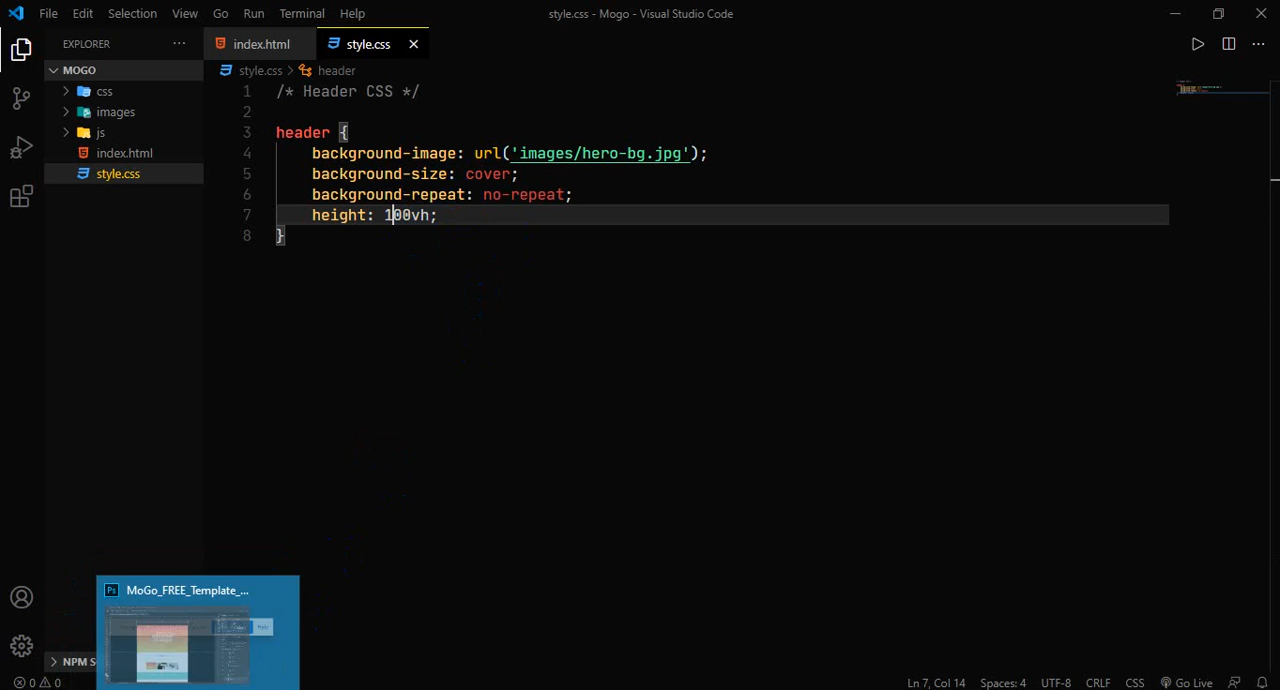 File Edit Selection View Go Run Terminal Help
style.css - Mogo - Visual Studio Code
EXPLORER
index.html
style.css
MOGO
css
images
js
index.html
style.css
style.css > header
1 /* Header CSS */
2
3 header {
4 background-image: url('images/hero-bg.jpg');
5 background-size: cover;
6 background-repeat: no-repeat;
7 height: 100vh;
8 }
Ps MoGo_FREE_Template_...
NPM S
0 0
Ln 7, Col 14 Spaces: 4 UTF-8 CRLF CSS Go Live